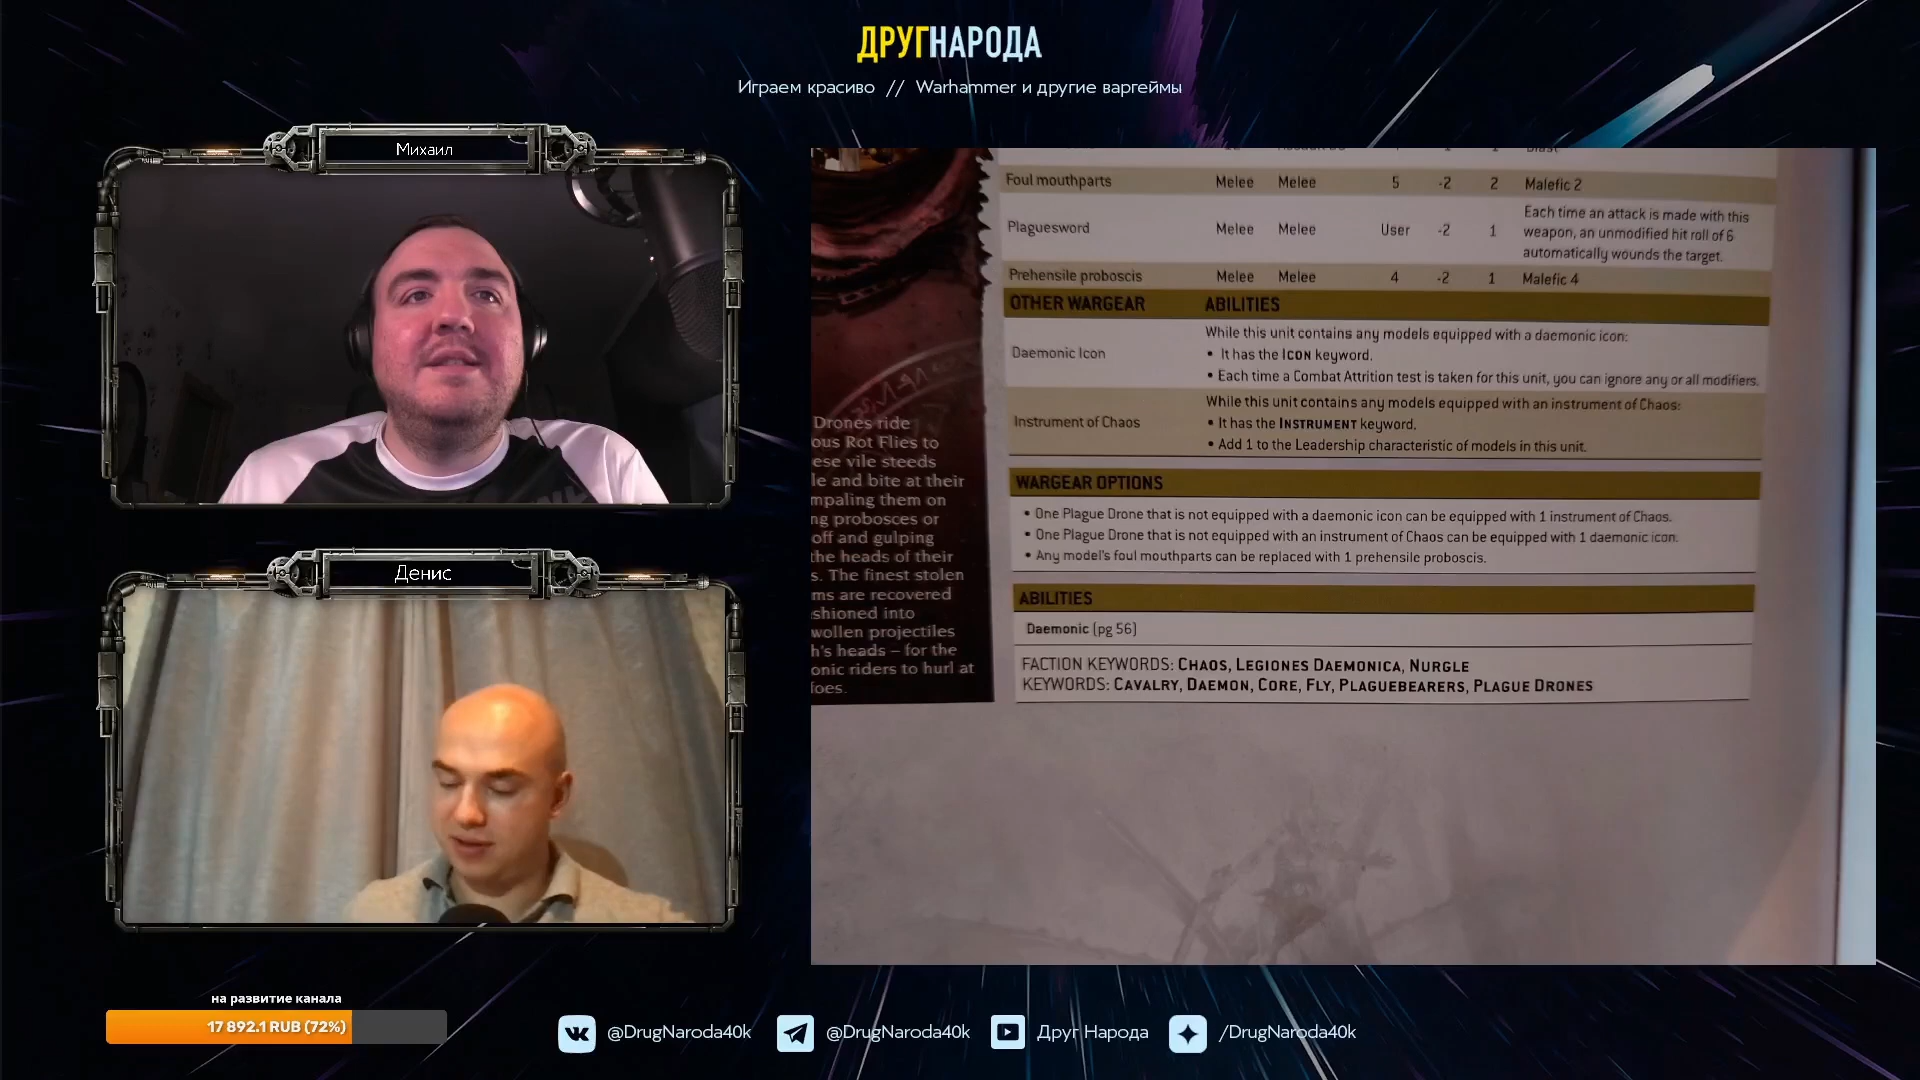 ДРУГНАРОДА
Играем красиво // Warhammer и другие варгеймы
Михаил
Денис
Blast
Foul mouthparts Melee Melee 5 -2 2 Malefic 2
Plaguesword Melee Melee User -2 1 Each time an attack is made with this
weapon, an unmodified hit roll of 6
automatically wounds the target.
Prehensile proboscis Melee Melee 4 -2 1 Malefic 4
OTHER WARGEAR ABILITIES
Daemonic Icon
While this unit contains any models equipped with a daemonic icon:
• It has the ICON keyword.
• Each time a Combat Attrition test is taken for this unit, you can ignore any or all modifiers.
Instrument of Chaos
While this unit contains any models equipped with an instrument of Chaos:
• It has the INSTRUMENT keyword.
• Add 1 to the Leadership characteristic of models in this unit.
WARGEAR OPTIONS
• One Plague Drone that is not equipped with a daemonic icon can be equipped with 1 instrument of Chaos.
• One Plague Drone that is not equipped with an instrument of Chaos can be equipped with 1 daemonic icon.
• Any model's foul mouthparts can be replaced with 1 prehensile proboscis.
ABILITIES
Daemonic (pg 56)
FACTION KEYWORDS: CHAOS, LEGIONES DAEMONICA, NURGLE
KEYWORDS: CAVALRY, DAEMON, CORE, FLY, PLAGUEBEARERS, PLAGUE DRONES
Drones ride
ous Rot Flies to
ese vile steeds
le and bite at their
mpaling them on
ng probosces or
off and gulping
the heads of their
s. The finest stolen
ms are recovered
shioned into
wollen projectiles
h's heads – for the
onic riders to hurl at
foes.
на развитие канала
17 892.1 RUB (72%)
@DrugNaroda40k
@DrugNaroda40k
Друг Народа
/DrugNaroda40k